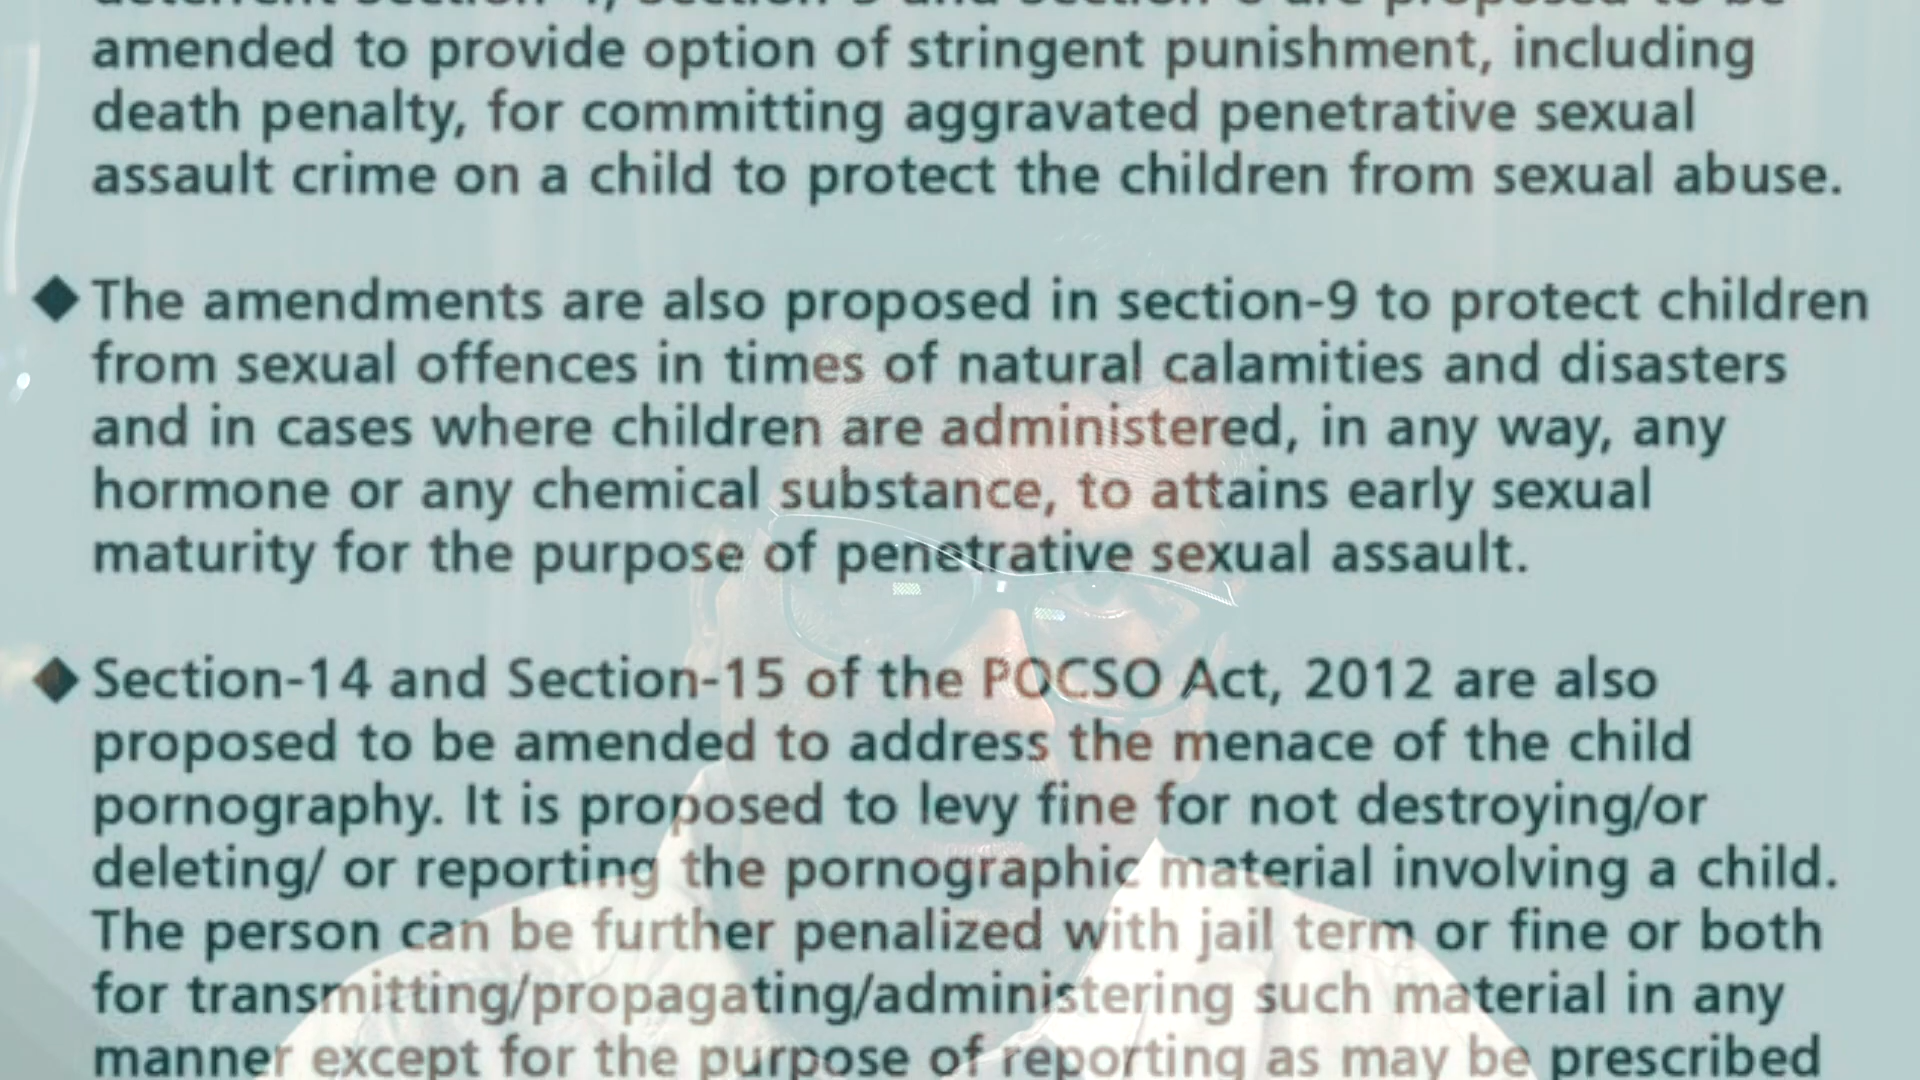 amended to provide option of stringent punishment, including
death penalty, for committing aggravated penetrative sexual
assault crime on a child to protect the children from sexual abuse.
The amendments are also proposed in section-9 to protect children
from sexual offences in times of natural calamities and disasters
and in cases where children are administered, in any way, any
hormone or any chemical substance, to attains early sexual
maturity for the purpose of penetrative sexual assault.
Section-14 and Section-15 of the POCSO Act, 2012 are also
proposed to be amended to address the menace of the child
pornography. It is proposed to levy fine for not destroying/or
deleting/ or reporting the pornographic material involving a child.
The person can be further penalized with jail term or fine or both
for transmitting/propagating/administering such material in any
manner except for the purpose of reporting as may be prescribed